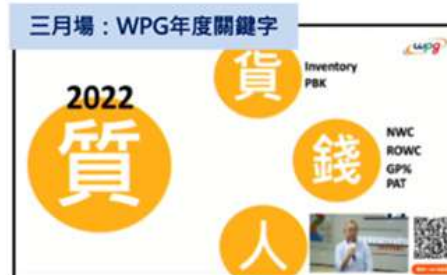 三月場：WPG年度關鍵字
wpg
貨
Inventory
PBK
2022
質
錢
NWC
ROWC
GP%
PAT
人